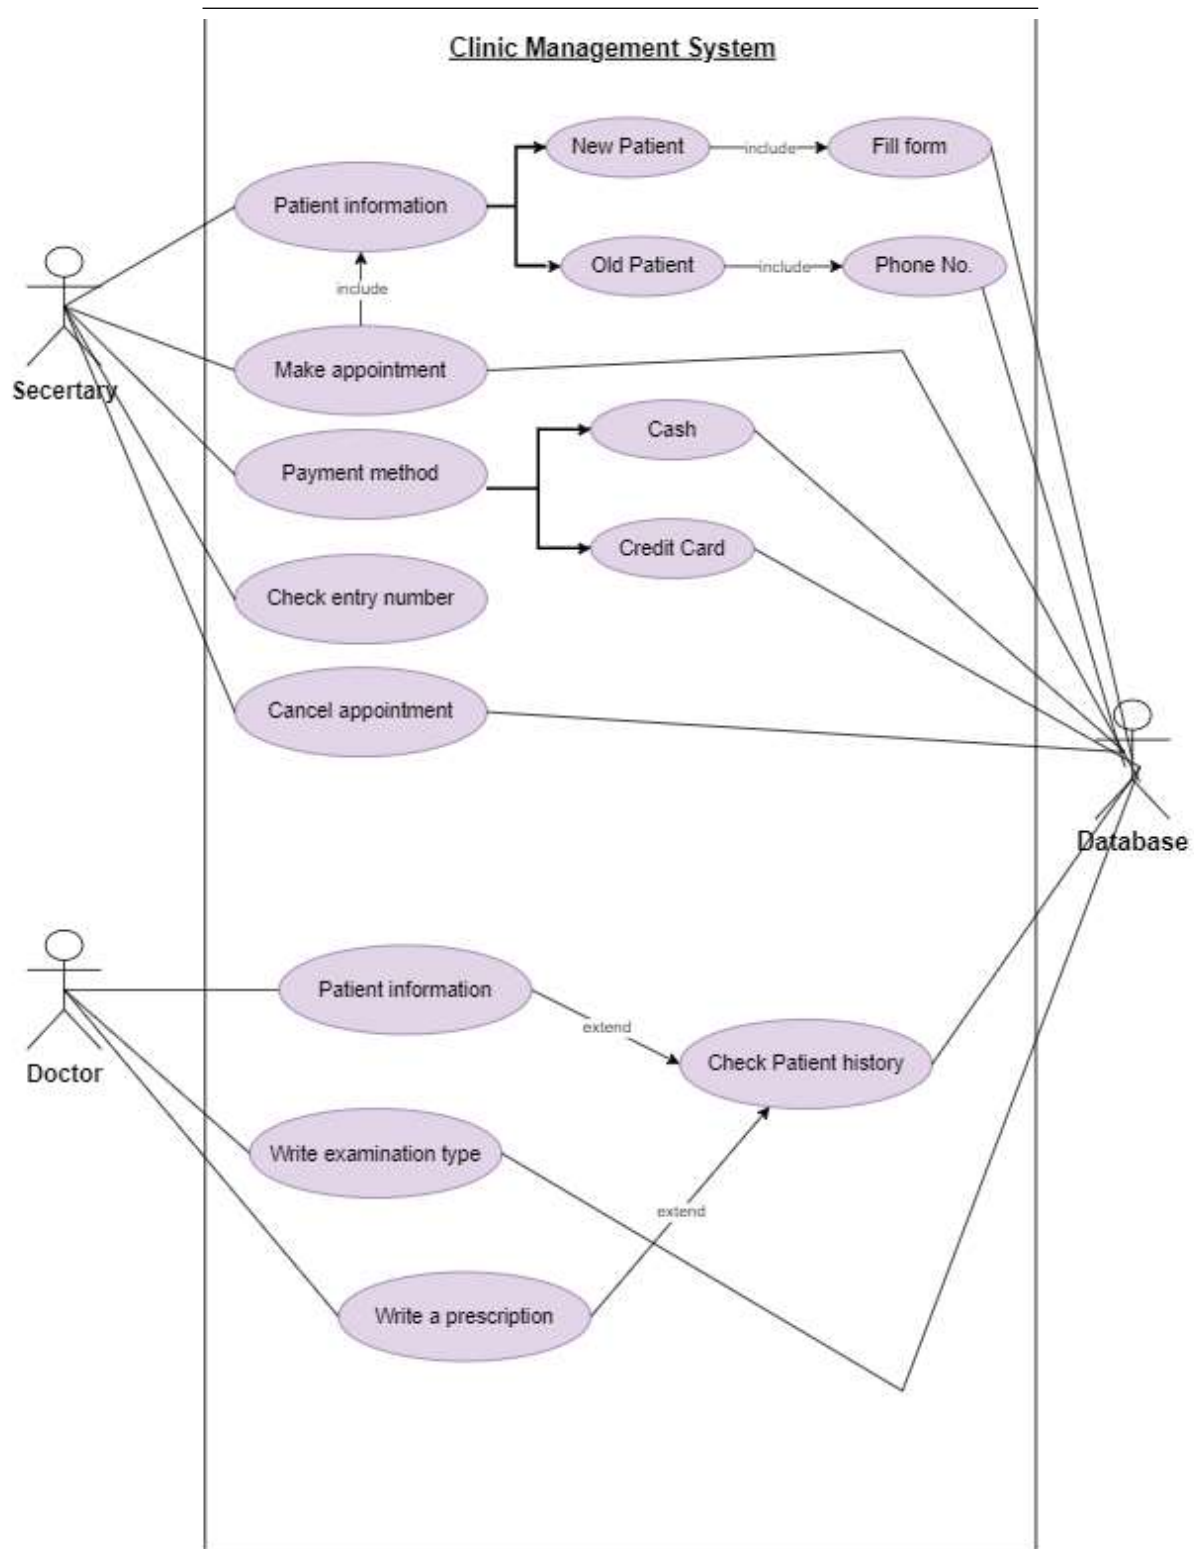 Clinic Management System
New Patient
include
Fill form
Patient information
Old Patient
include
Phone No.
include
Make appointment
Secertary
Cash
Payment method
Credit Card
Check entry number
Cancel appointment
Database
Patient information
extend
Check Patient history
Doctor
Write examination type
extend
Write a prescription